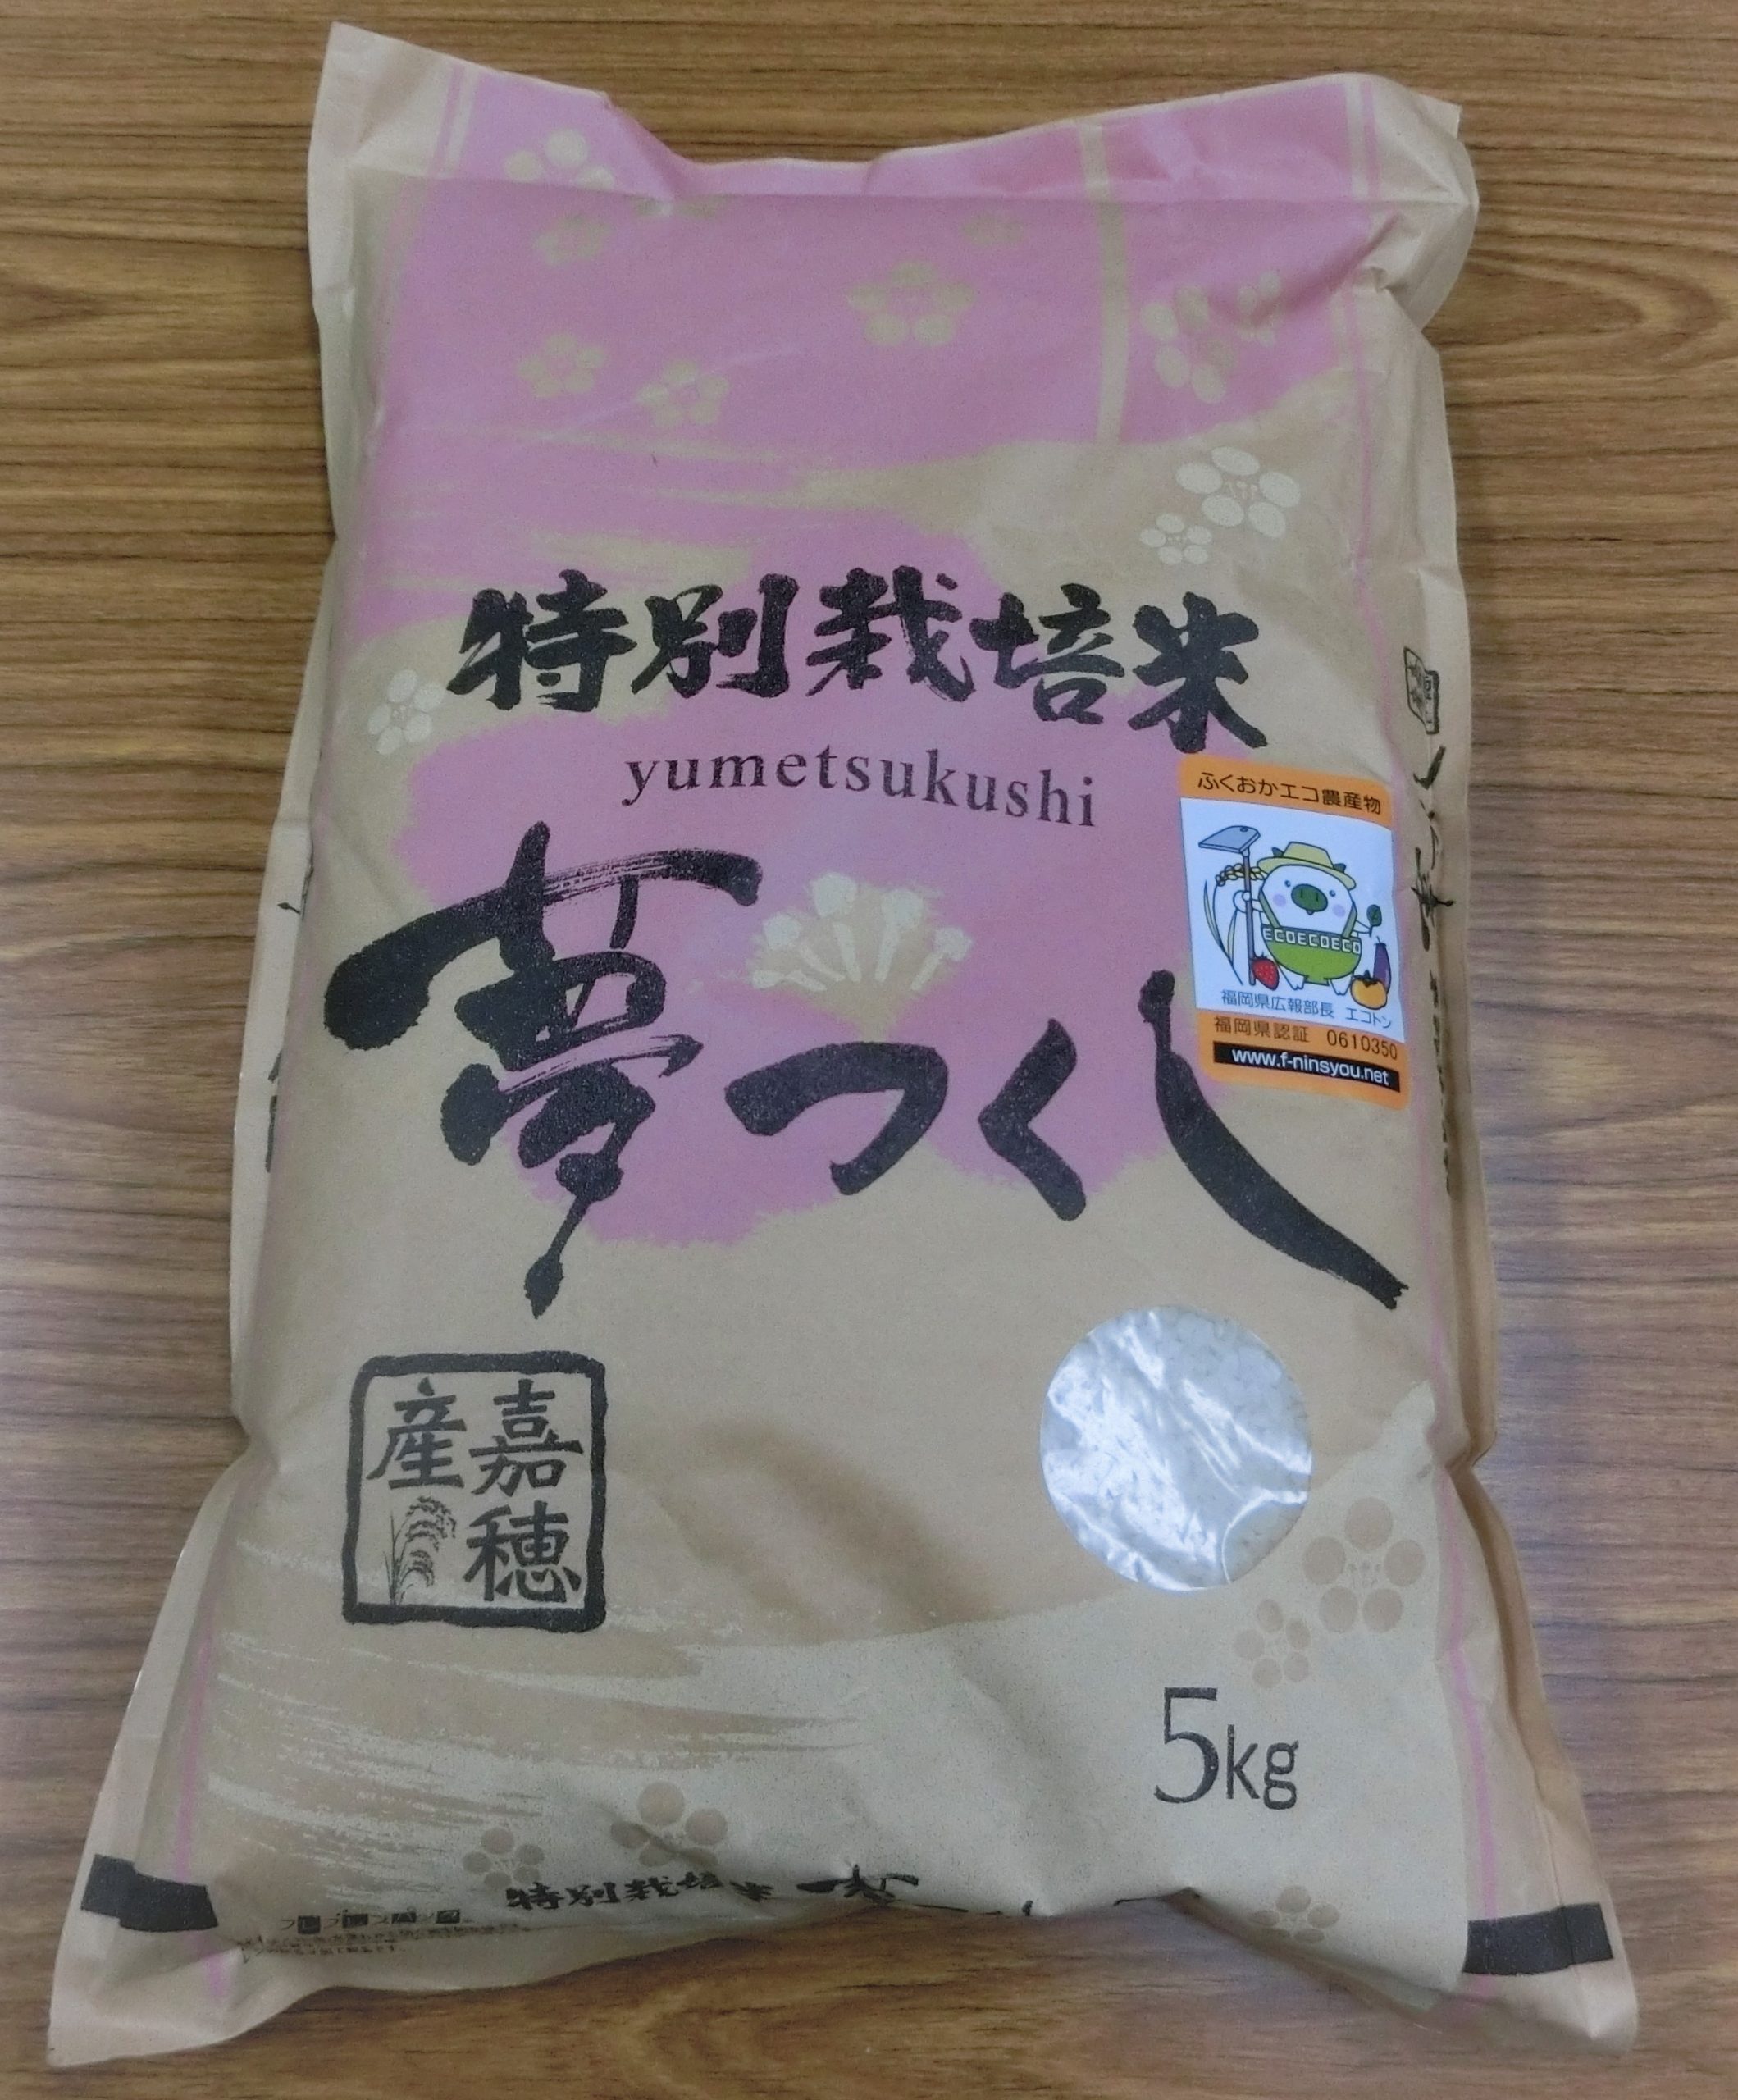 特別栽培米
yumetsukushi
夢つくし
ふくおかエコ農産物
ECOECOECO
福岡県広報部長 エコトン
福岡県認証 0610350
www.f-ninsyou.net
嘉穂
産
5kg
特別栽培米 夢